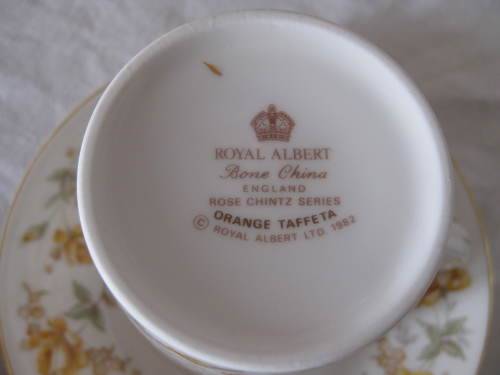 ROYAL ALBERT
Bone China
ENGLAND
ROSE CHINTZ SERIES
ORANGE TAFFETA
© ROYAL ALBERT LTD. 1982